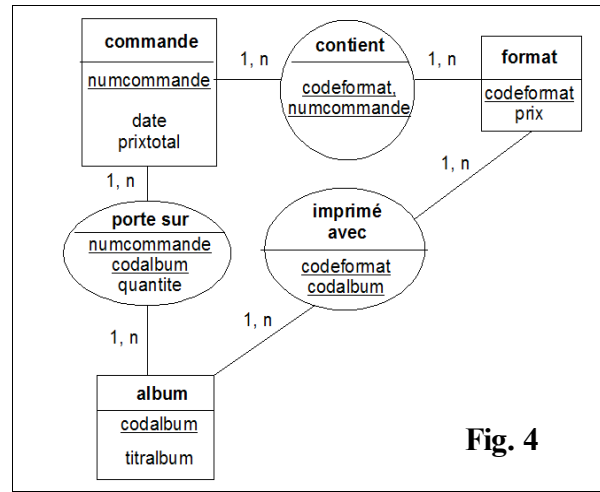 commande
numcommande
date
prixtotal
1, n
contient
codeformat,
numcommande
1, n
format
codeformat
prix
1, n
porte sur
numcommande
codalbum
quantite
1, n
imprimé
avec
codeformat
codalbum
1, n
1, n
album
codalbum
titralbum
Fig. 4